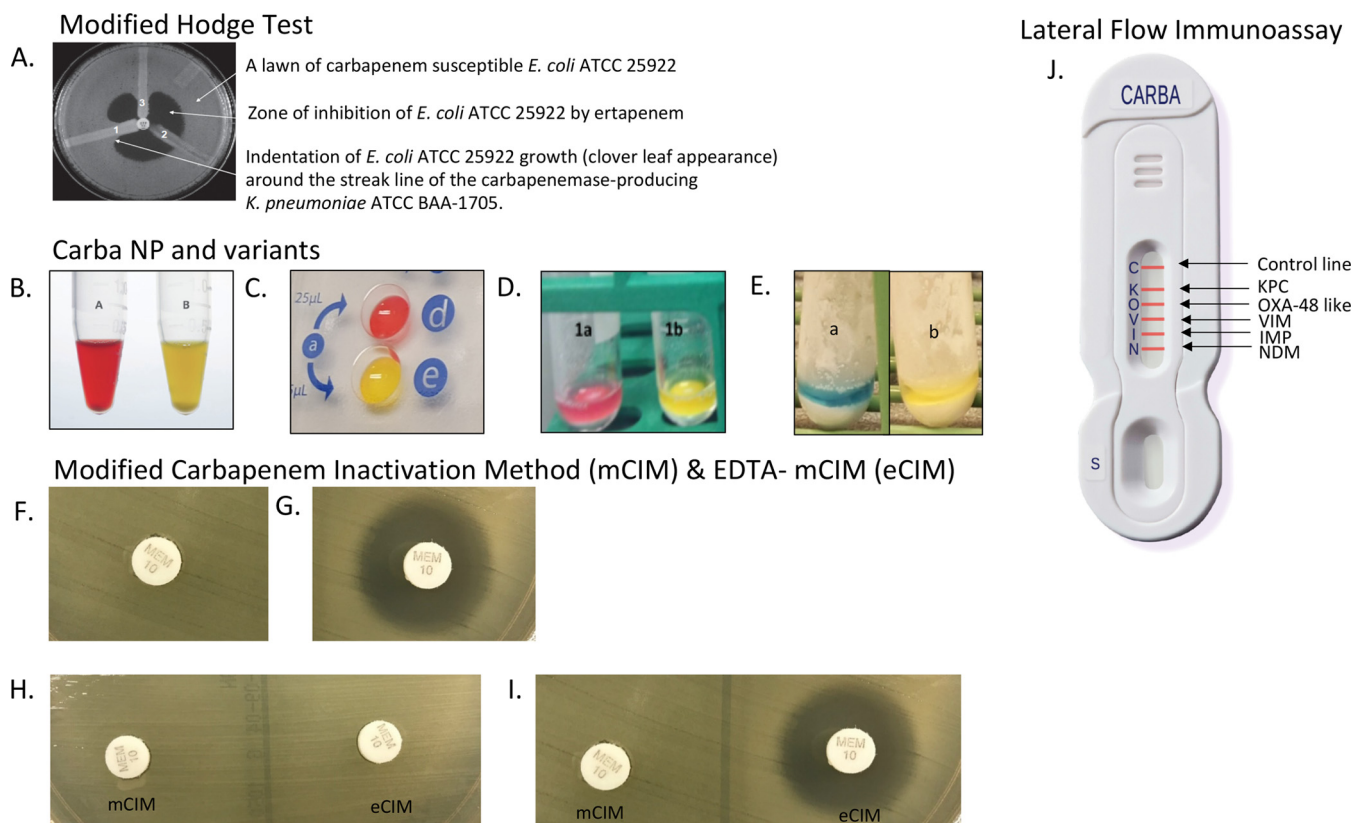 Modified Hodge Test
A.
3
1
2
A lawn of carbapenem susceptible E. coli ATCC 25922
Zone of inhibition of E. coli ATCC 25922 by ertapenem
Indentation of E. coli ATCC 25922 growth (clover leaf appearance)
around the streak line of the carbapenemase-producing
K. pneumoniae ATCC BAA-1705.
Carba NP and variants
B.
A
B
C.
25µL
a
d
e
5µL
D.
1a
1b
E.
a
b
Modified Carbapenem Inactivation Method (mCIM) & EDTA- mCIM (eCIM)
F.
MEM
10
G.
MEM
10
H.
MEM
10
mCIM
MEM
10
eCIM
I.
MEM
10
mCIM
MEM
10
eCIM
Lateral Flow Immunoassay
J.
CARBA
C
K
O
V
I
N
Control line
KPC
OXA-48 like
VIM
IMP
NDM
S